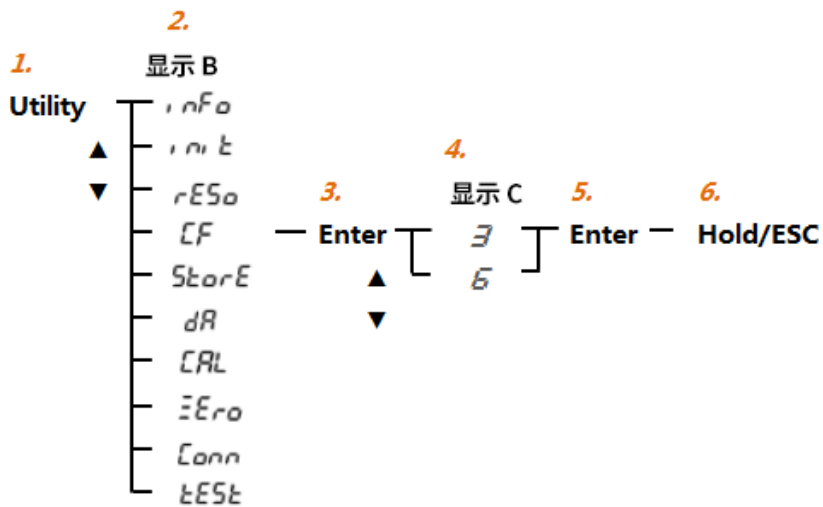 1.
2.
显示 B
Utility
inFo
init
rESo
CF
StorE
dA
CAL
ZEro
Conn
tESt
3.
Enter
4.
显示 C
3
6
5.
Enter
6.
Hold/ESC